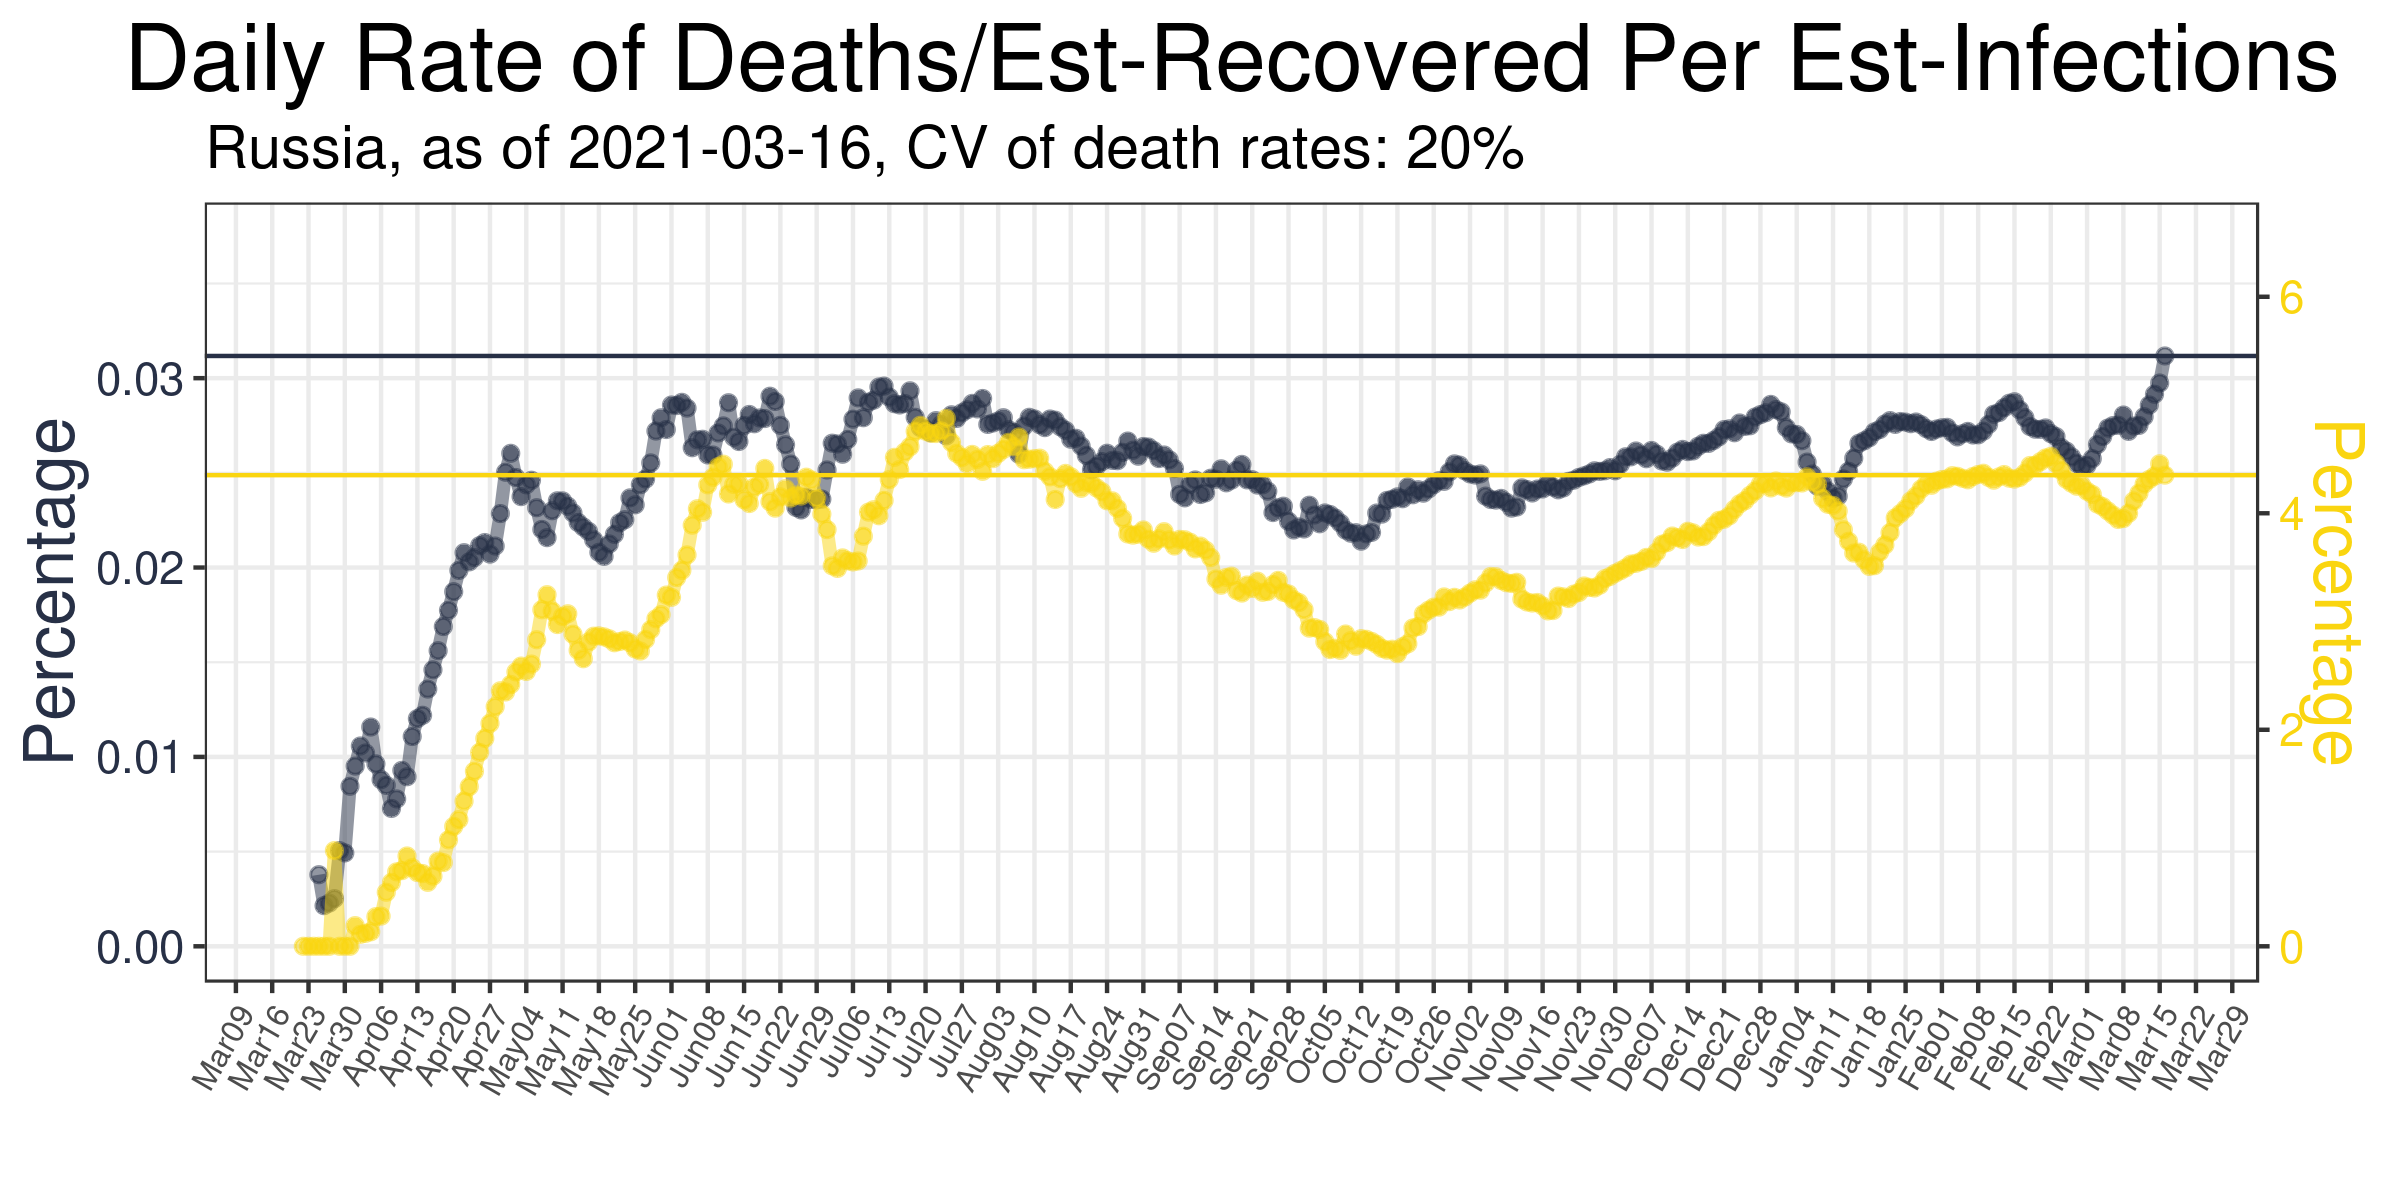 Daily Rate of Deaths/Est-Recovered Per Est-Infections
Russia, as of 2021-03-16, CV of death rates: 20%
Percentage
0.03
0.02
0.01
0.00
6
4
2
0
Percentage
Mar09
Mar16
Mar23
Mar30
Apr06
Apr13
Apr20
Apr27
May04
May11
May18
May25
Jun01
Jun08
Jun15
Jun22
Jun29
Jul06
Jul13
Jul20
Jul27
Aug03
Aug10
Aug17
Aug24
Aug31
Sep07
Sep14
Sep21
Sep28
Oct05
Oct12
Oct19
Oct26
Nov02
Nov09
Nov16
Nov23
Nov30
Dec07
Dec14
Dec21
Dec28
Jan04
Jan11
Jan18
Jan25
Feb01
Feb08
Feb15
Feb22
Mar01
Mar08
Mar15
Mar22
Mar29